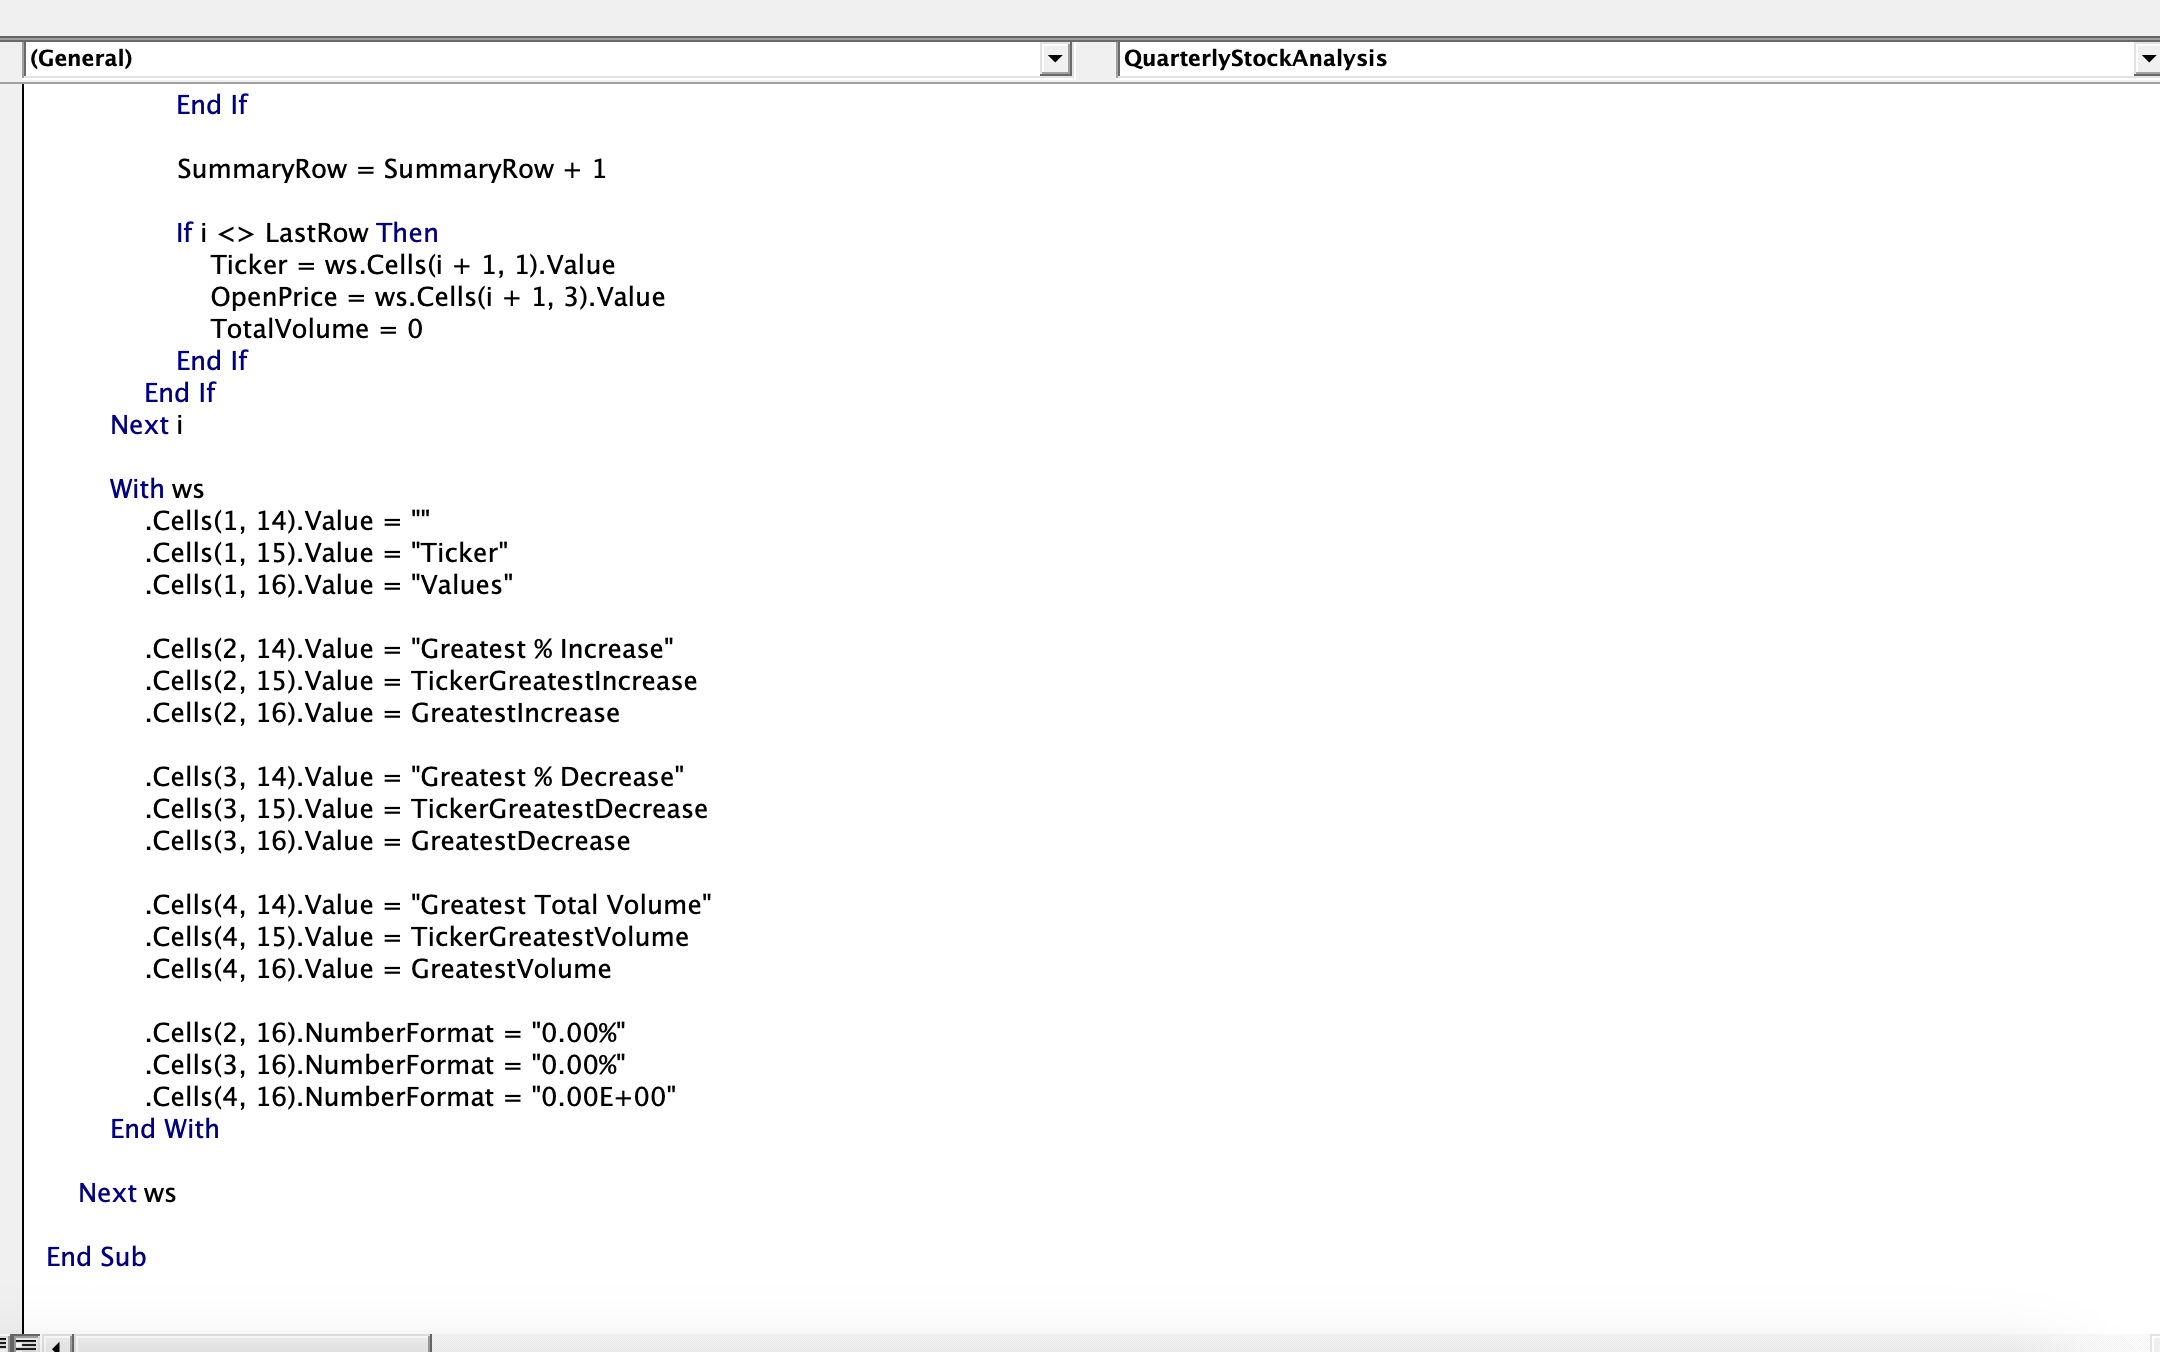 (General)
QuarterlyStockAnalysis
End If
SummaryRow = SummaryRow + 1
If i <> LastRow Then
Ticker = ws.Cells(i + 1, 1).Value
OpenPrice = ws.Cells(i + 1, 3).Value
TotalVolume = 0
End If
End If
Next i
With ws
.Cells(1, 14).Value = ""
.Cells(1, 15).Value = "Ticker"
.Cells(1, 16).Value = "Values"
.Cells(2, 14).Value = "Greatest % Increase"
.Cells(2, 15).Value = TickerGreatestIncrease
.Cells(2, 16).Value = GreatestIncrease
.Cells(3, 14).Value = "Greatest % Decrease"
.Cells(3, 15).Value = TickerGreatestDecrease
.Cells(3, 16).Value = GreatestDecrease
.Cells(4, 14).Value = "Greatest Total Volume"
.Cells(4, 15).Value = TickerGreatestVolume
.Cells(4, 16).Value = GreatestVolume
.Cells(2, 16).NumberFormat = "0.00%"
.Cells(3, 16).NumberFormat = "0.00%"
.Cells(4, 16).NumberFormat = "0.00E+00"
End With
Next ws
End Sub